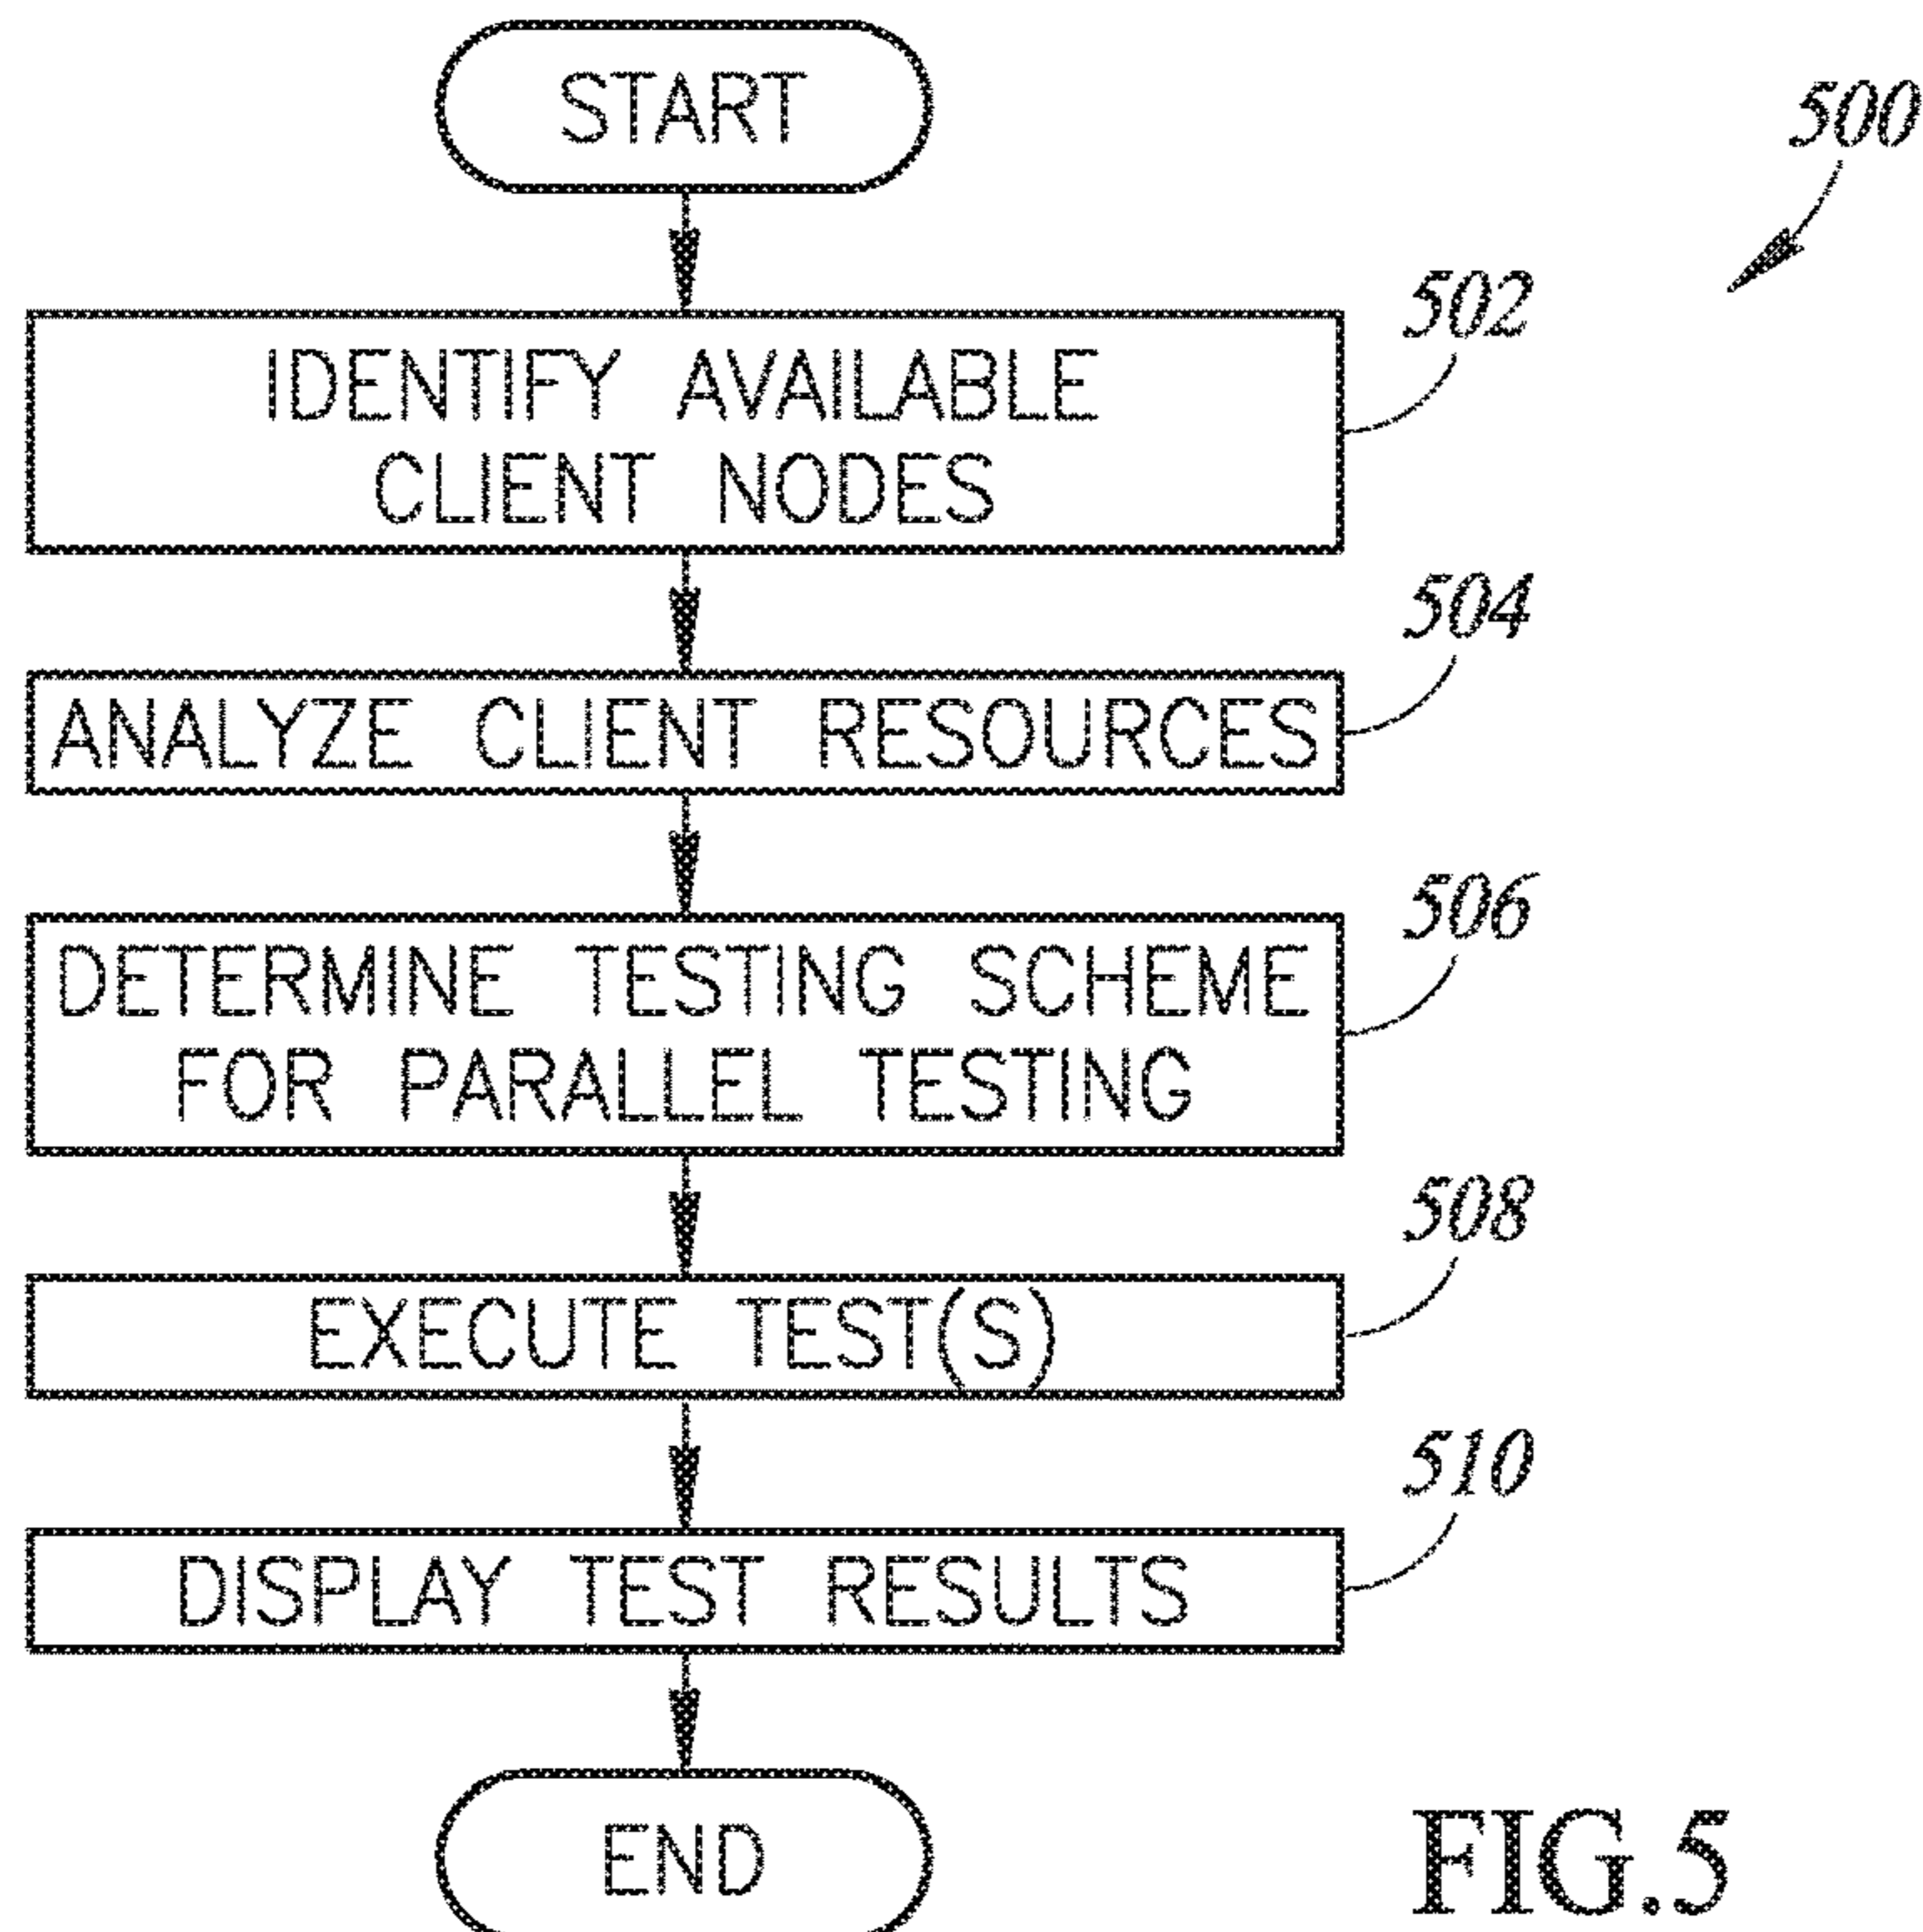 START
500
502
IDENTIFY AVAILABLE
CLIENT NODES
504
ANALYZE CLIENT RESOURCES
506
DETERMINE TESTING SCHEME
FOR PARALLEL TESTING
508
EXECUTE TEST(S)
510
DISPLAY TEST RESULTS
END
FIG.5